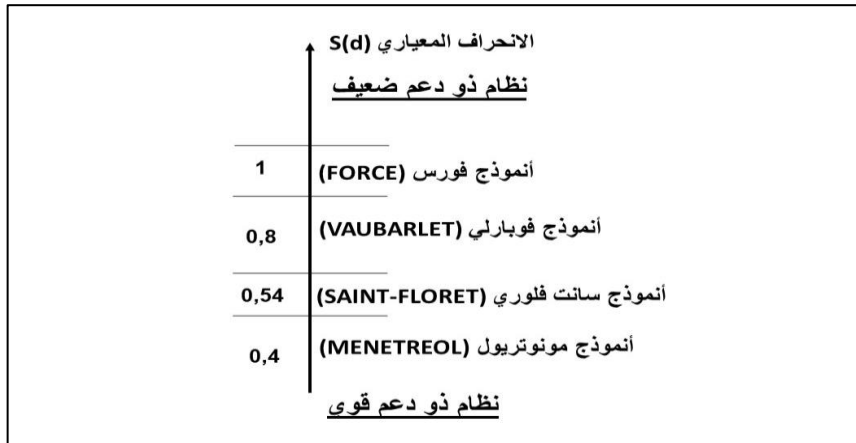 الانحراف المعياري S(d)
نظام ذو دعم ضعيف
1
أنموذج فورس (FORCE)
0,8
أنموذج فوبارلي (VAUBARLET)
0,54
أنموذج سانت فلوري (SAINT-FLORET)
0,4
أنموذج مونوتريول (MENETREOL)
نظام ذو دعم قوي